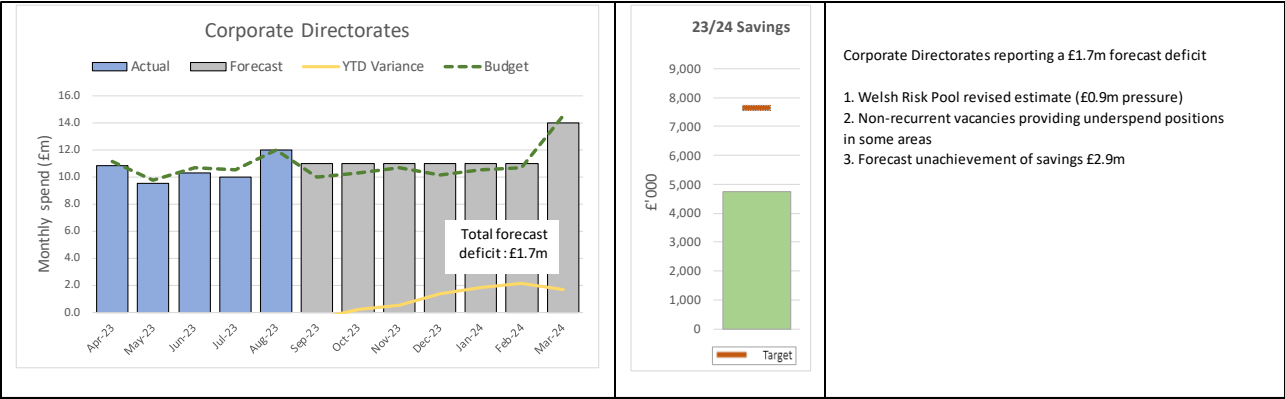 Corporate Directorates
Actual
Forecast
YTD Variance
Budget
Monthly spend (£m)
16.0
14.0
12.0
10.0
8.0
6.0
4.0
2.0
0.0
Total forecast
deficit : £1.7m
Apr-23
May-23
Jun-23
Jul-23
Aug-23
Sep-23
Oct-23
Nov-23
Dec-23
Jan-24
Feb-24
Mar-24
23/24 Savings
£'000
9,000
8,000
7,000
6,000
5,000
4,000
3,000
2,000
1,000
0
Target
Corporate Directorates reporting a £1.7m forecast deficit
1. Welsh Risk Pool revised estimate (£0.9m pressure)
2. Non-recurrent vacancies providing underspend positions
in some areas
3. Forecast unachievement of savings £2.9m